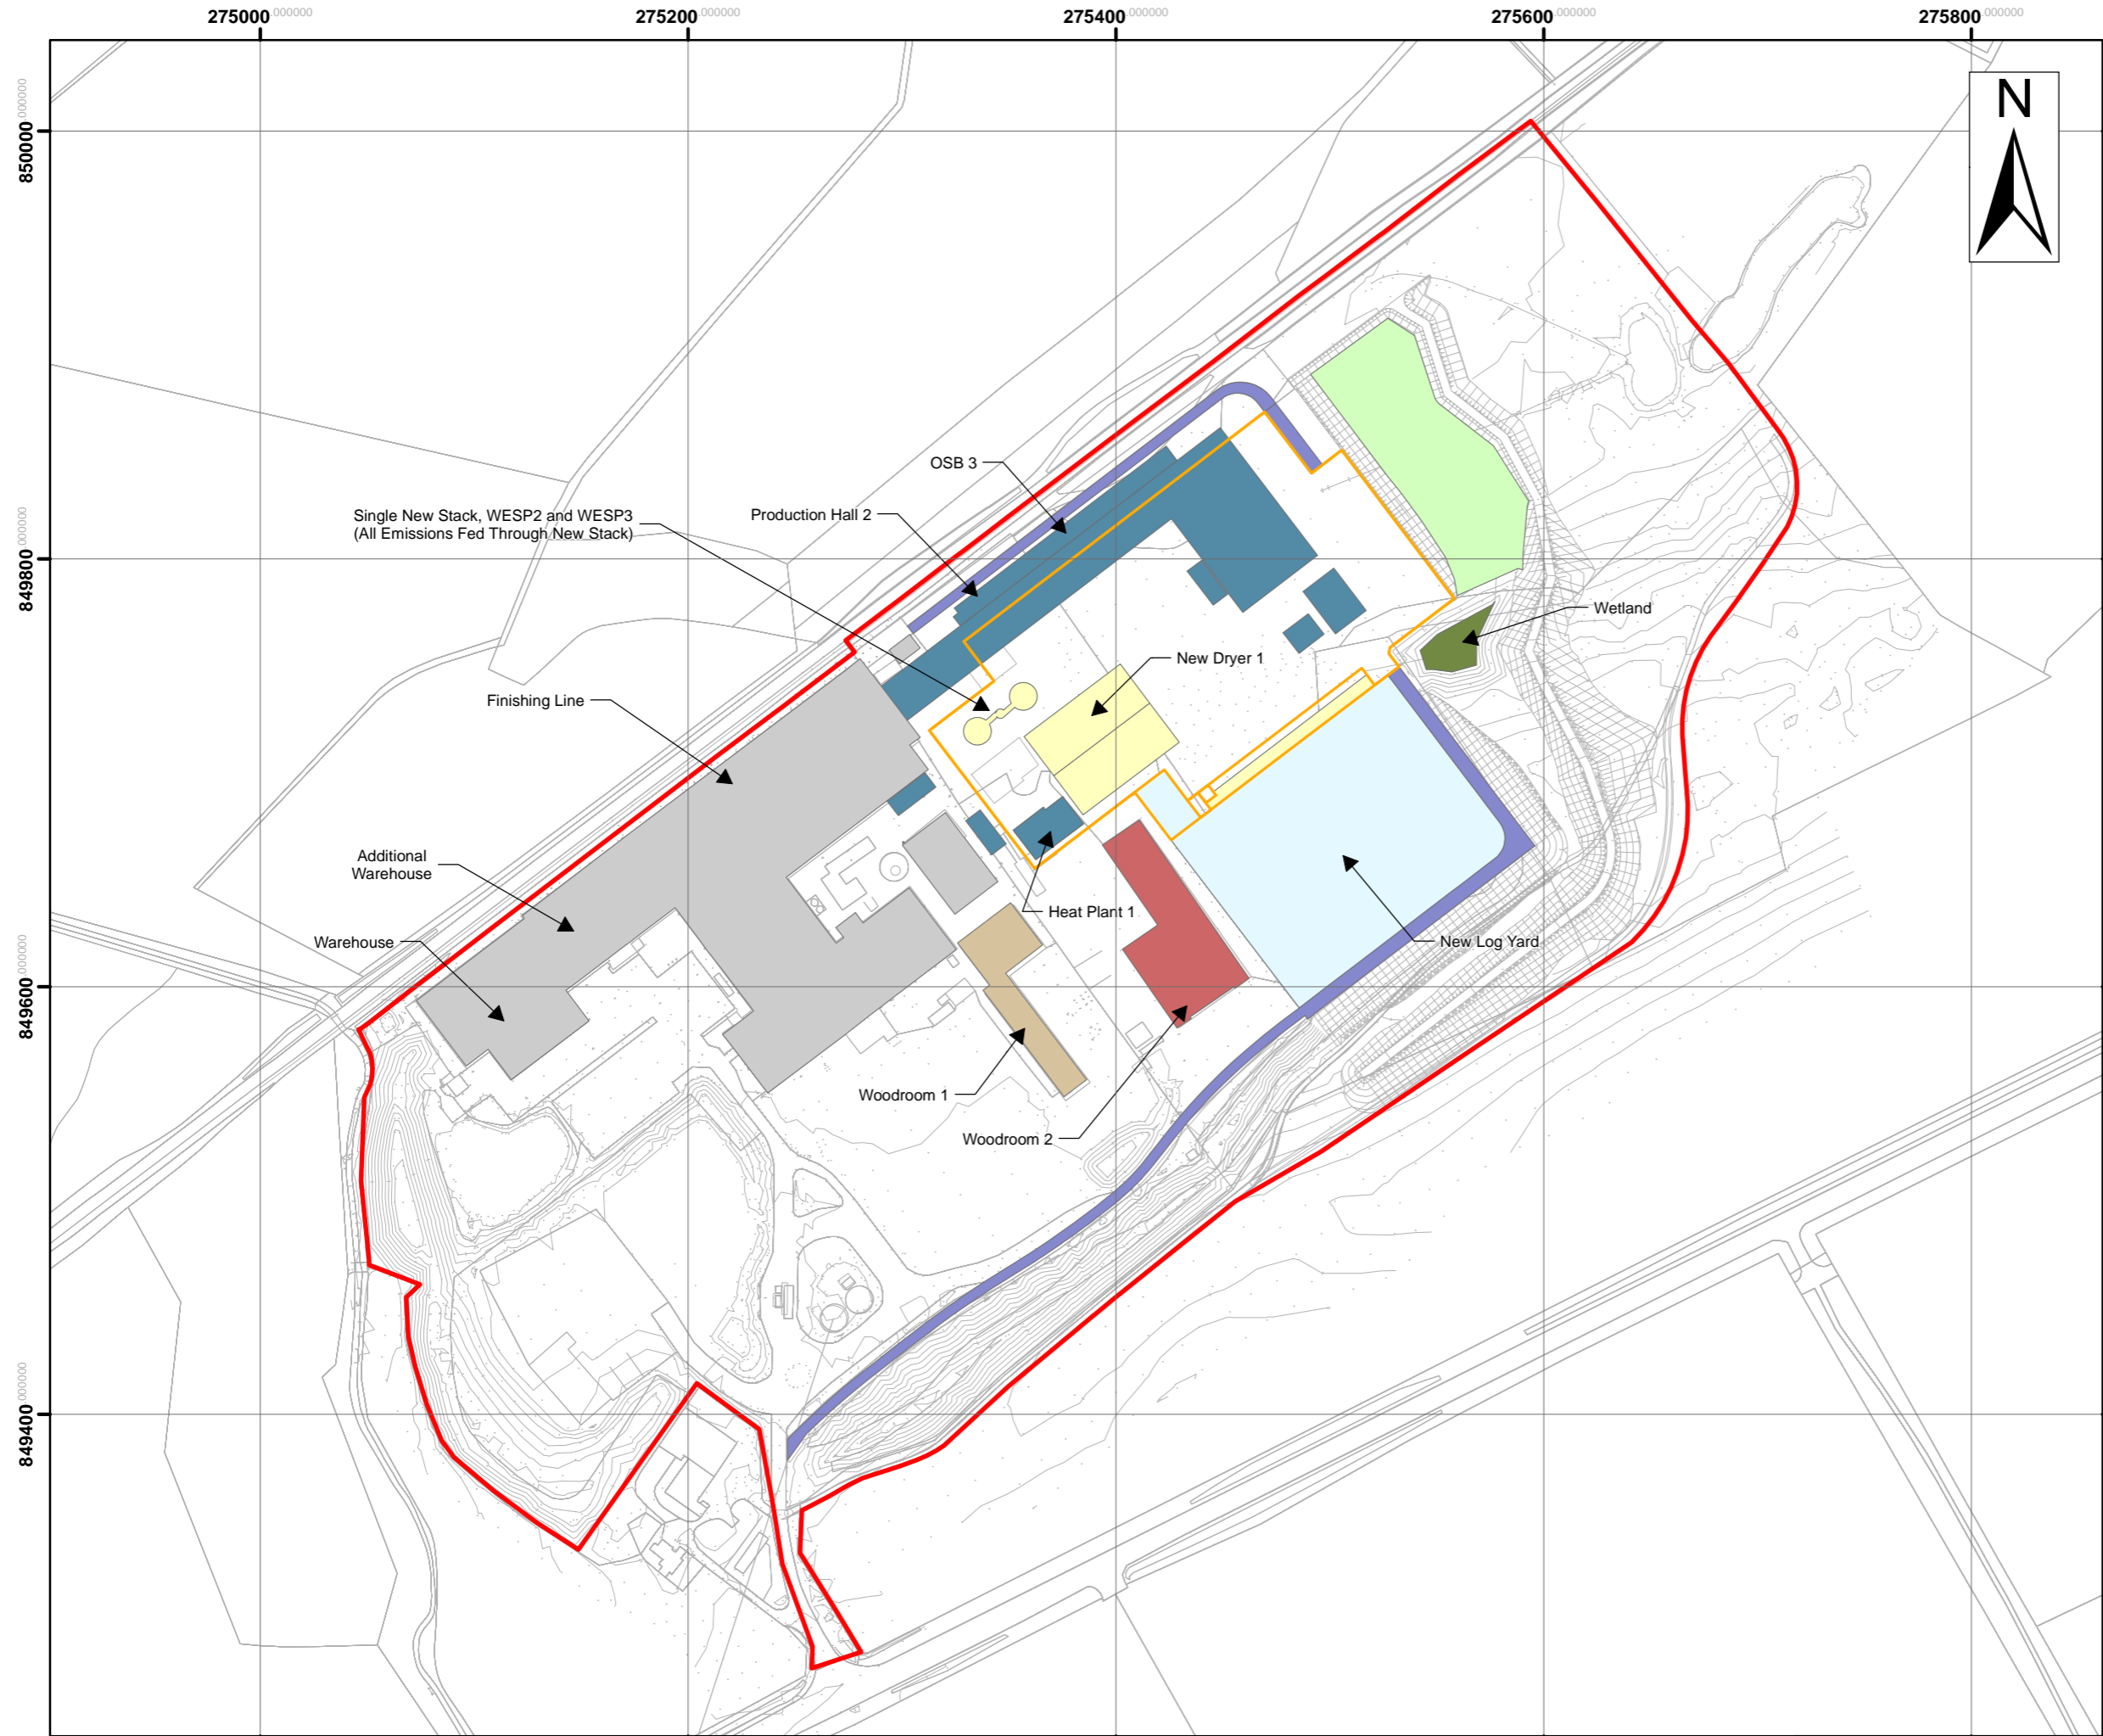 275000.000000
275200.000000
275400.000000
275600.000000
275800.000000
850000.000000
N
OSB 3
Single New Stack, WESP2 and WESP3
(All Emissions Fed Through New Stack)
Production Hall 2
849800.000000
Wetland
New Dryer 1
Finishing Line
Additional
Warehouse
Heat Plant 1
Warehouse
New Log Yard
849600.000000
Woodroom 1
Woodroom 2
849400.000000